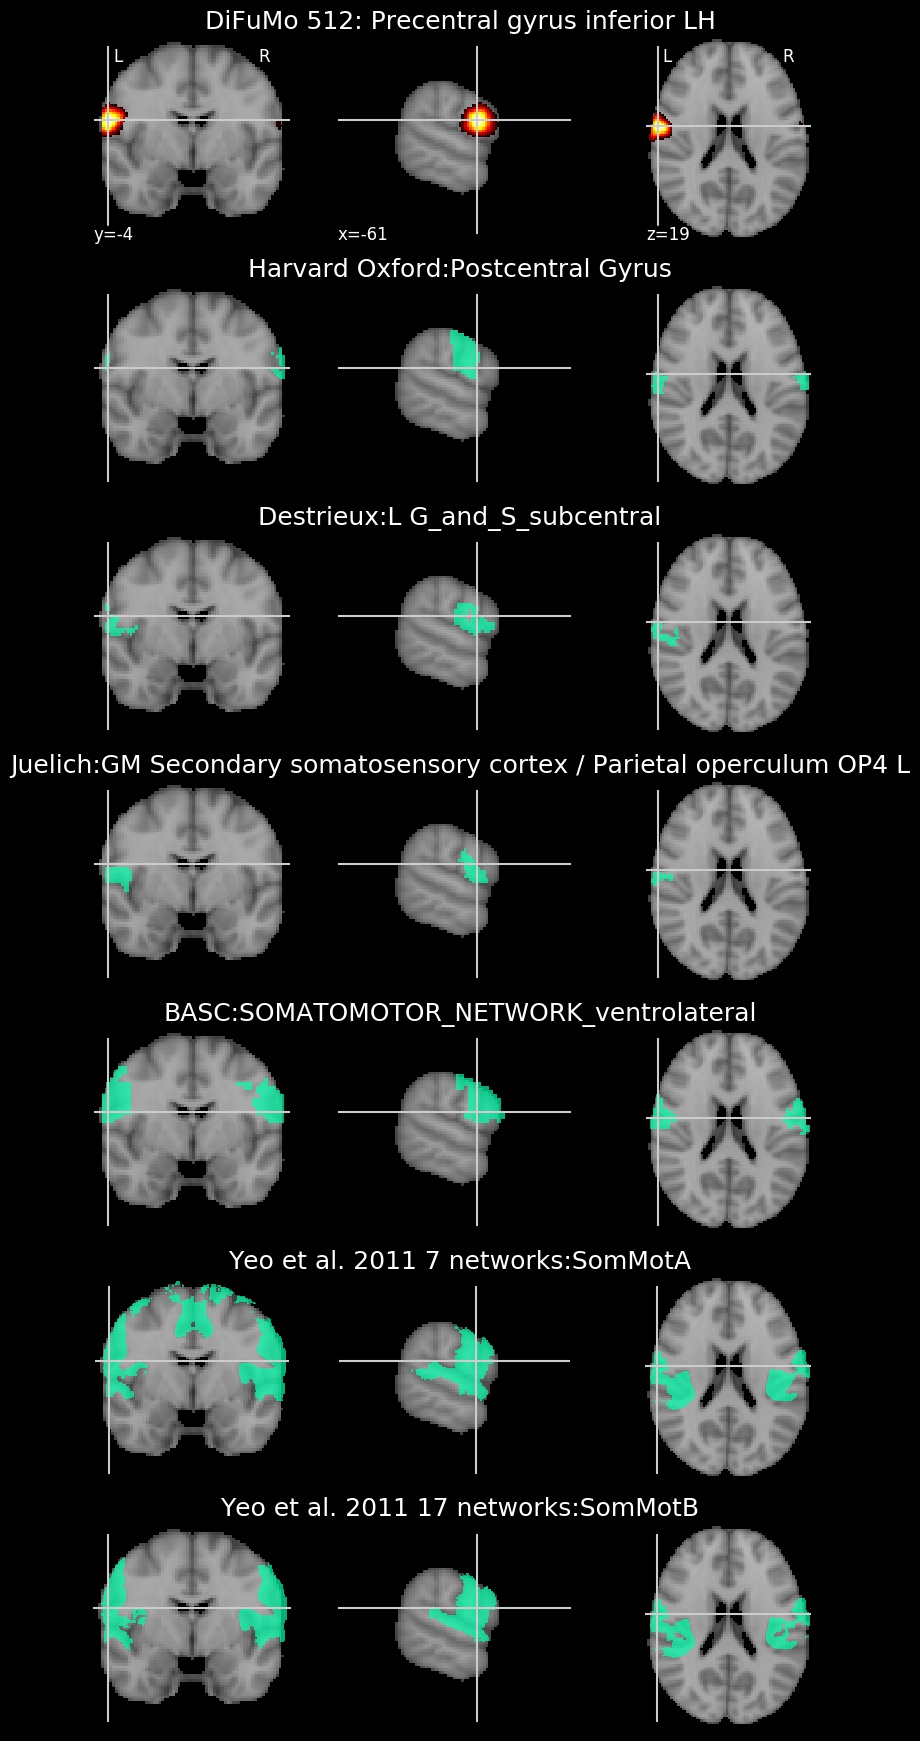 DiFuMo 512: Precentral gyrus inferior LH
L R L R
y=-4 x=-61 z=19
Harvard Oxford:Postcentral Gyrus
Destrieux:L G_and_S_subcentral
Juelich:GM Secondary somatosensory cortex / Parietal operculum OP4 L
BASC:SOMATOMOTOR_NETWORK_ventrolateral
Yeo et al. 2011 7 networks:SomMotA
Yeo et al. 2011 17 networks:SomMotB